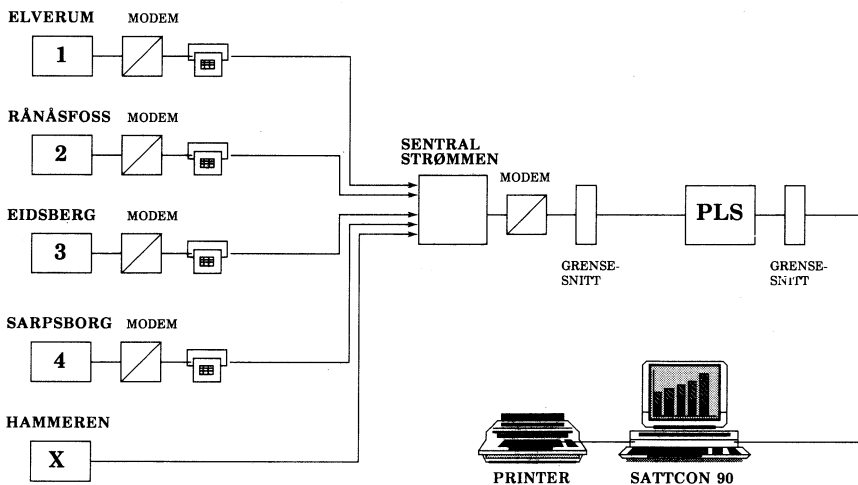 ELVERUM
MODEM
1
RÅNÅSFOSS
MODEM
2
SENTRAL
STRØMMEN
MODEM
PLS
EIDSBERG
MODEM
3
GRENSE-
SNITT
GRENSE-
SNITT
SARPSBORG
MODEM
4
HAMMEREN
X
PRINTER
SATTCON 90